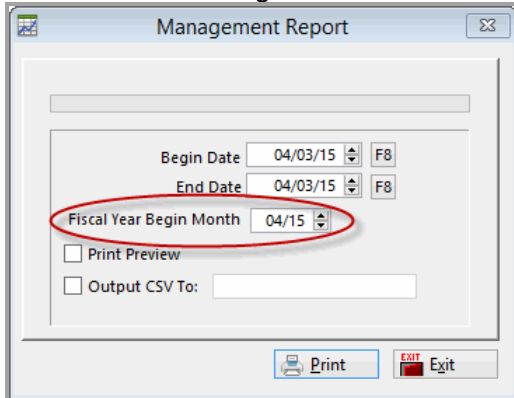 Management Report
Begin Date 04/03/15 F8
End Date 04/03/15 F8
Fiscal Year Begin Month 04/15
Print Preview
Output CSV To:
Print EXIT Exit